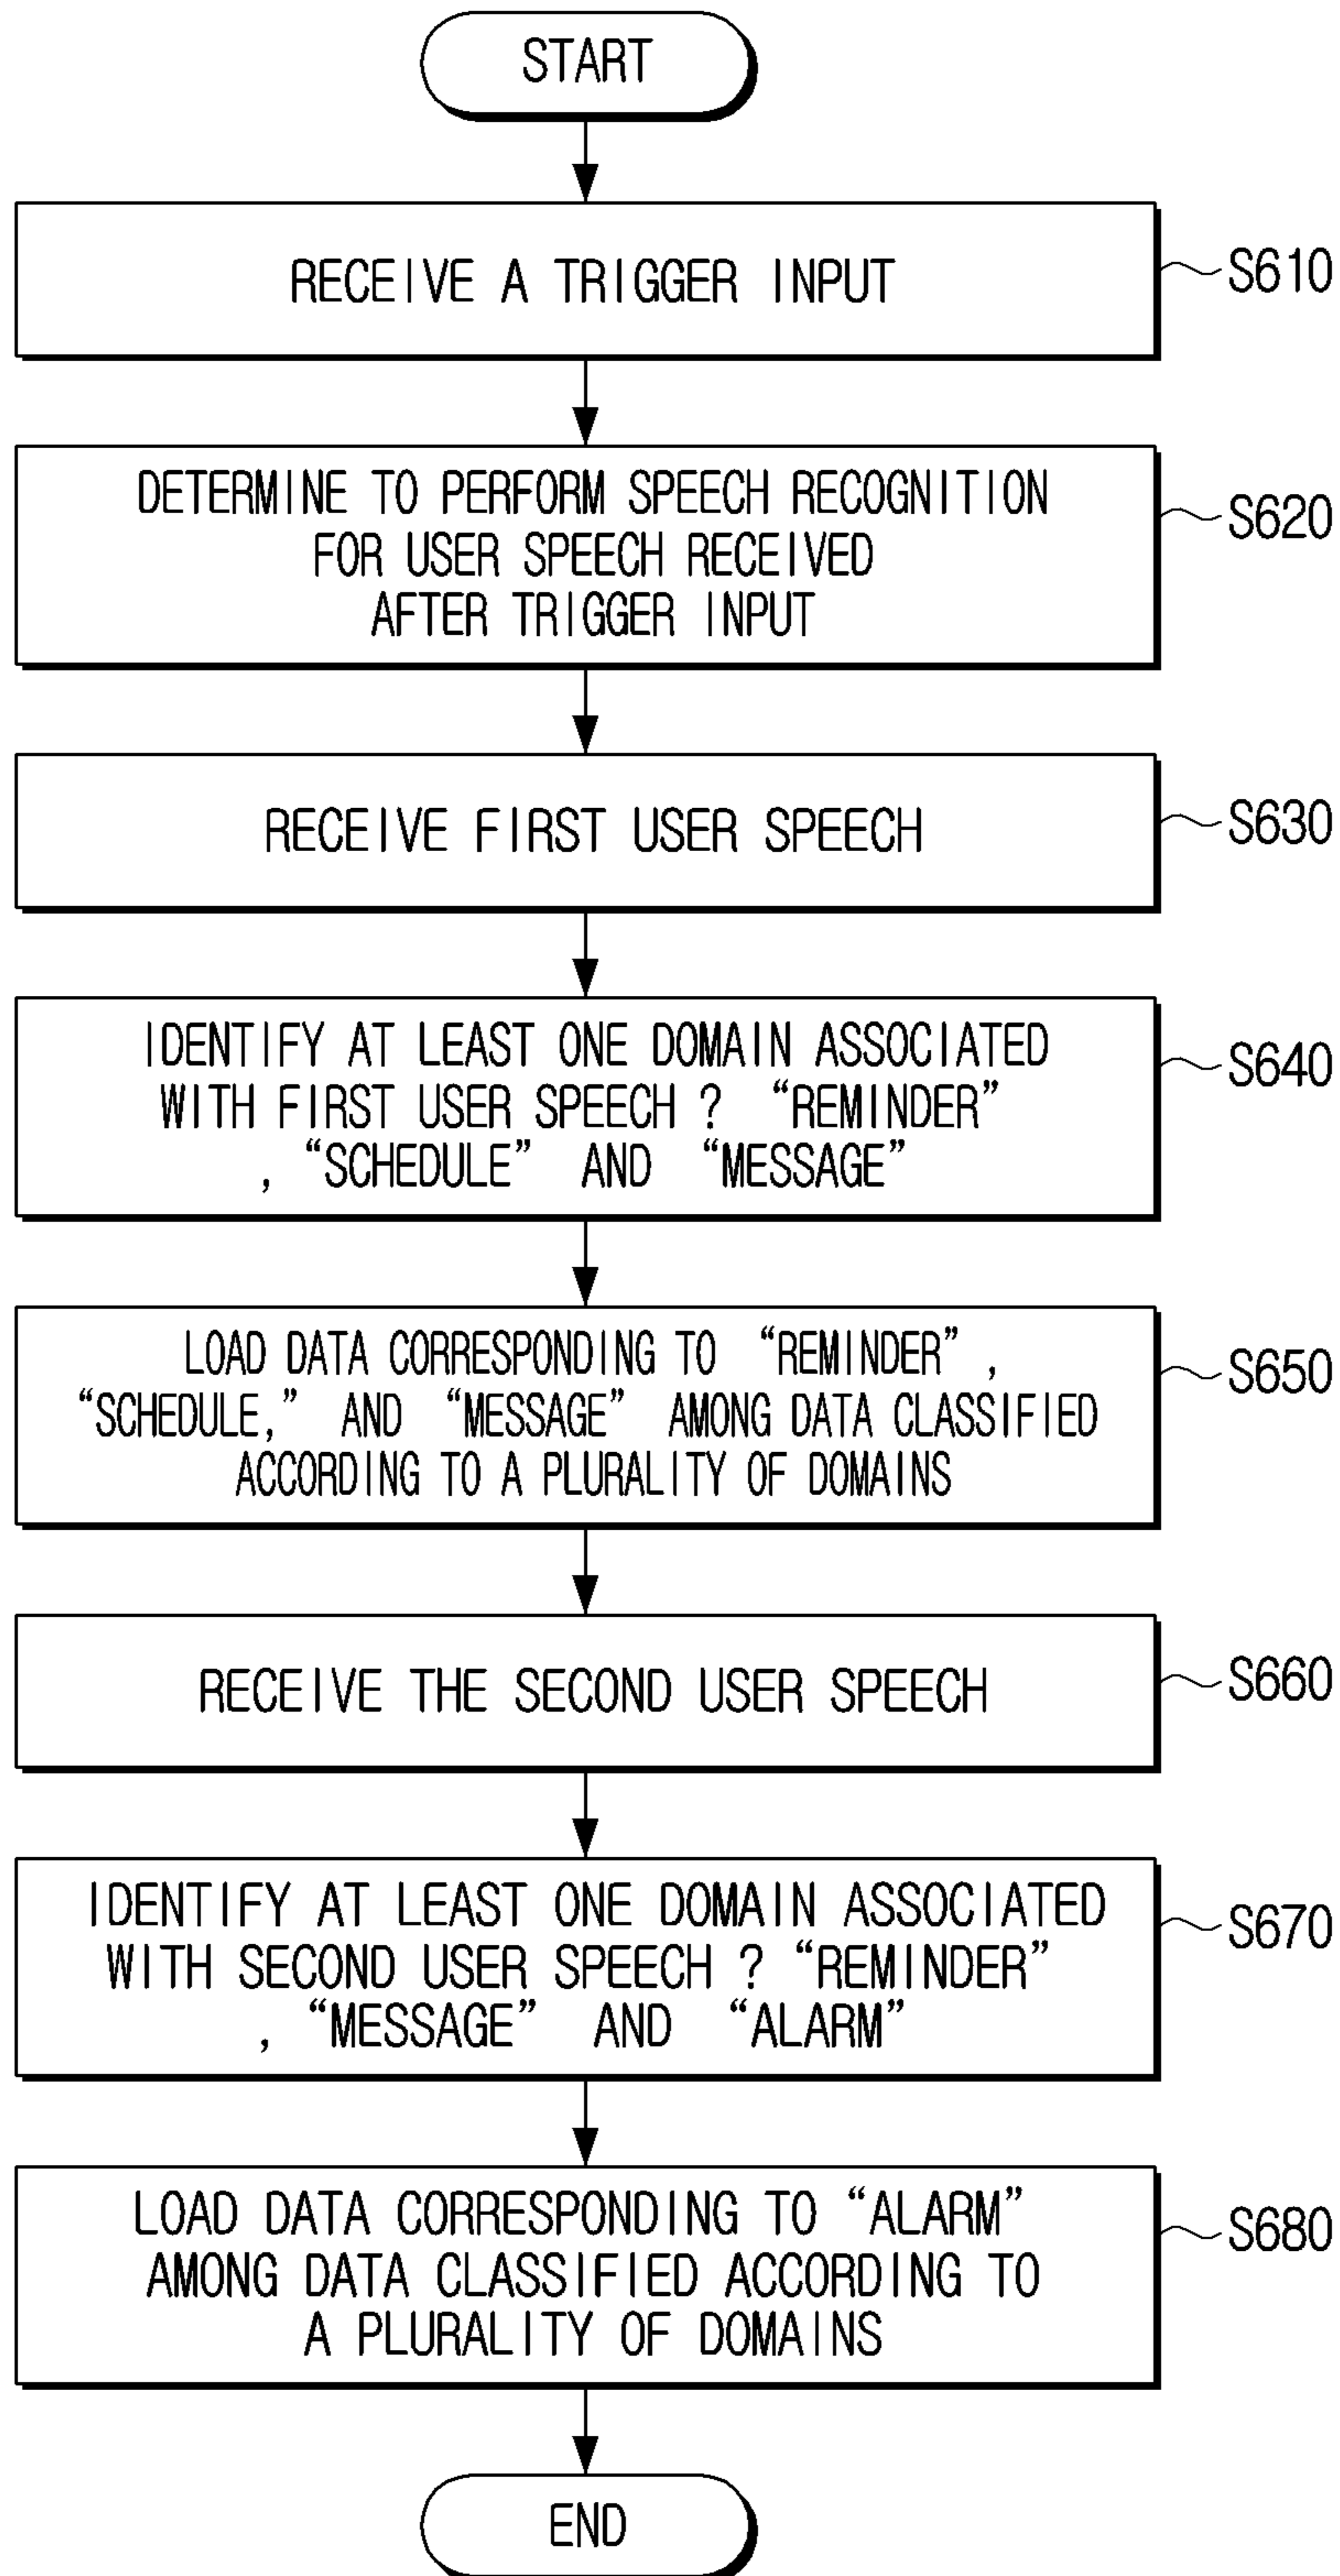 START
RECEIVE A TRIGGER INPUT
S610
DETERMINE TO PERFORM SPEECH RECOGNITION
FOR USER SPEECH RECEIVED
AFTER TRIGGER INPUT
S620
RECEIVE FIRST USER SPEECH
S630
IDENTIFY AT LEAST ONE DOMAIN ASSOCIATED
WITH FIRST USER SPEECH ? “REMINDER”
, “SCHEDULE” AND “MESSAGE”
S640
LOAD DATA CORRESPONDING TO “REMINDER” ,
“SCHEDULE,” AND “MESSAGE” AMONG DATA CLASSIFIED
ACCORDING TO A PLURALITY OF DOMAINS
S650
RECEIVE THE SECOND USER SPEECH
S660
IDENTIFY AT LEAST ONE DOMAIN ASSOCIATED
WITH SECOND USER SPEECH ? “REMINDER”
, “MESSAGE” AND “ALARM”
S670
LOAD DATA CORRESPONDING TO “ALARM”
AMONG DATA CLASSIFIED ACCORDING TO
A PLURALITY OF DOMAINS
S680
END